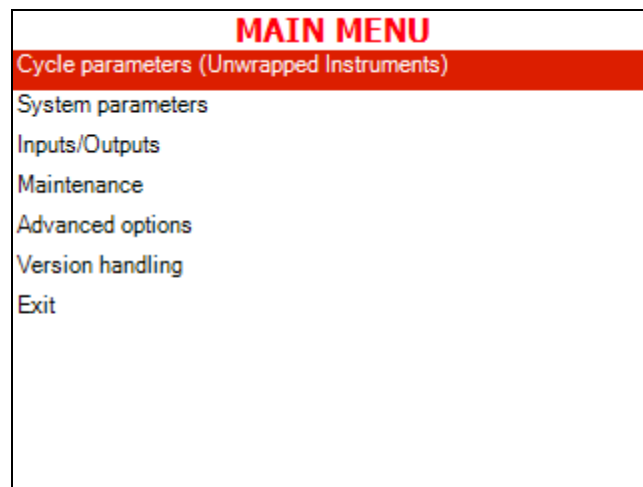 MAIN MENU
Cycle parameters (Unwrapped Instruments)
System parameters
Inputs/Outputs
Maintenance
Advanced options
Version handling
Exit